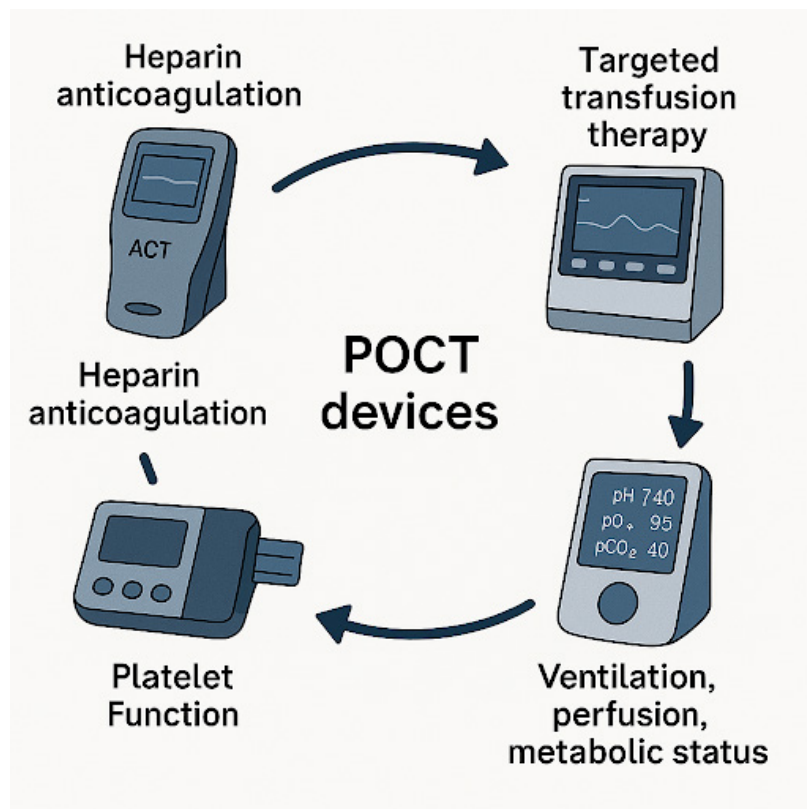 Heparin
anticoagulation
Targeted
transfusion
therapy
ACT
Heparin
anticoagulation
POCT
devices
pH 740
pO₊ 95
pCO₂ 40
Platelet
Function
Ventilation,
perfusion,
metabolic status